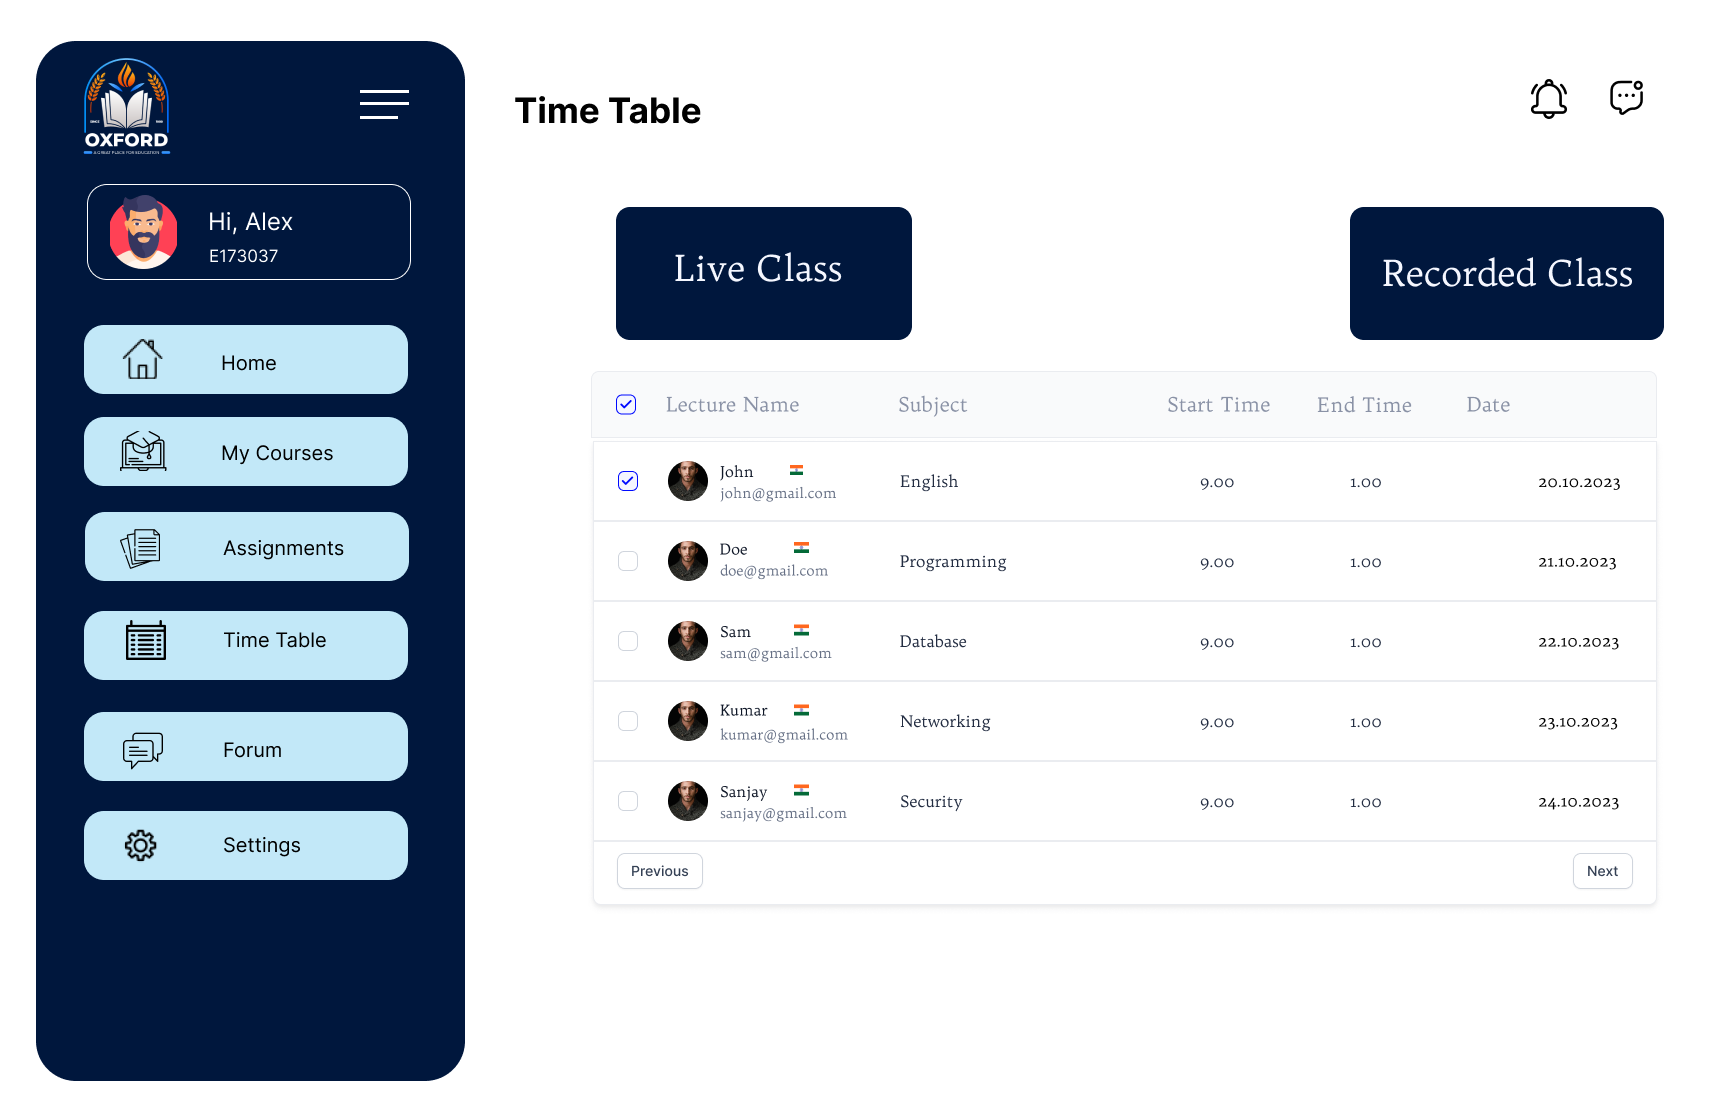 OXFORD
A GREAT PLACE FOR EDUCATION
Hi, Alex
E173037
Home
My Courses
Assignments
Time Table
Forum
Settings
Time Table
Live Class
Recorded Class
Lecture Name Subject Start Time End Time Date
John
john@gmail.com
English 9.00 1.00 20.10.2023
Doe
doe@gmail.com
Programming 9.00 1.00 21.10.2023
Sam
sam@gmail.com
Database 9.00 1.00 22.10.2023
Kumar
kumar@gmail.com
Networking 9.00 1.00 23.10.2023
Sanjay
sanjay@gmail.com
Security 9.00 1.00 24.10.2023
Previous Next